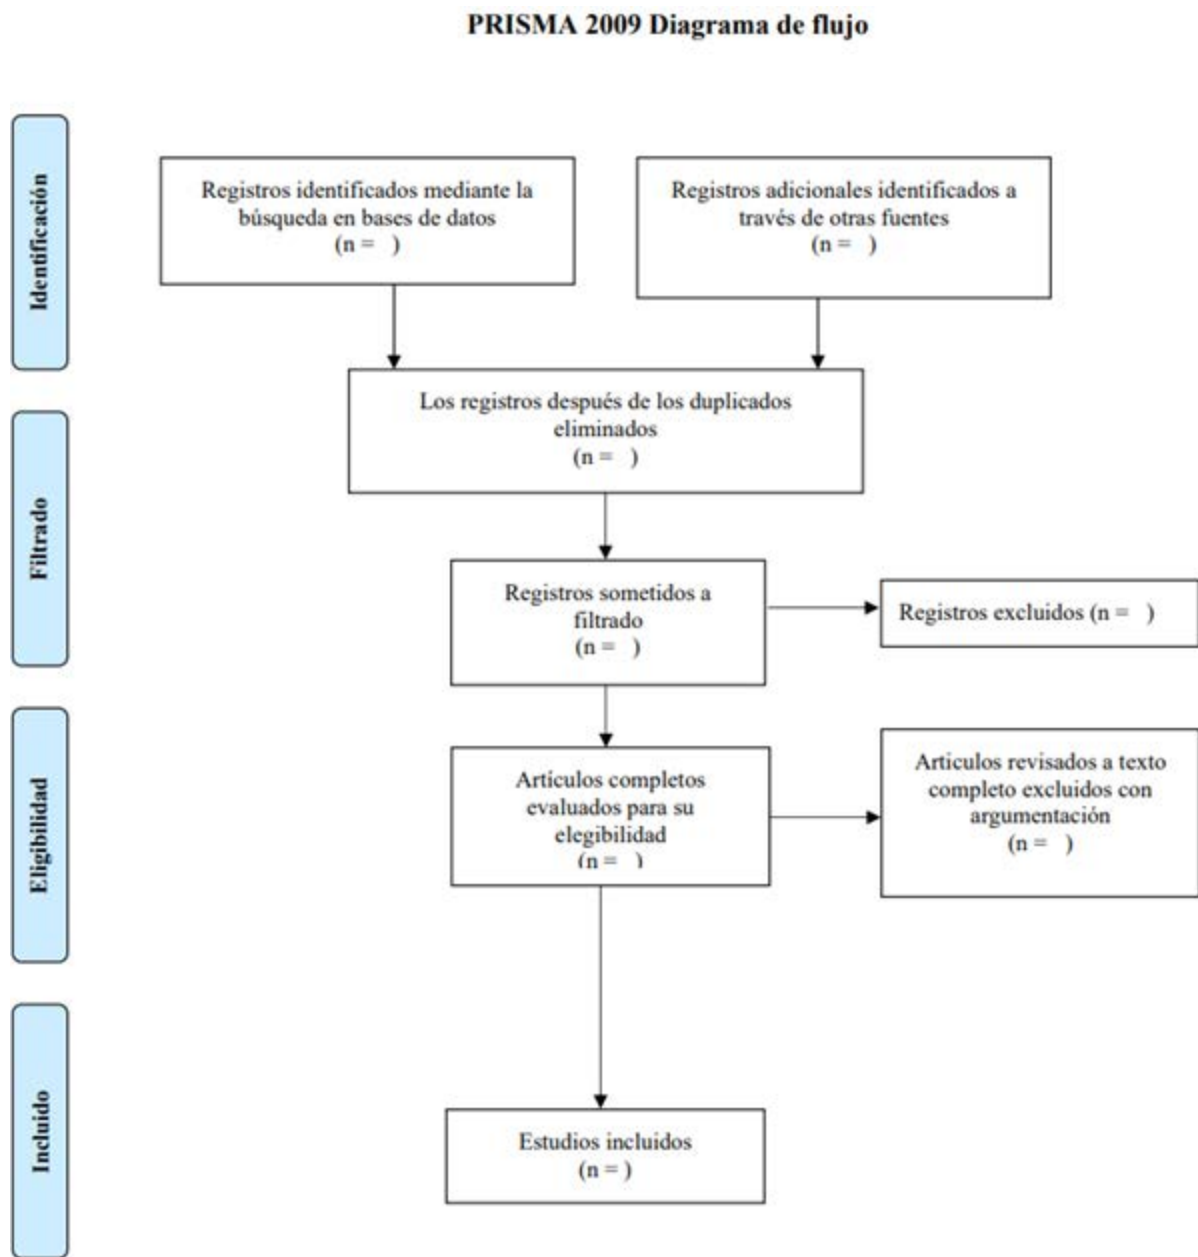 PRISMA 2009 Diagrama de flujo
Identificación
Registros identificados mediante la
búsqueda en bases de datos
(n = )
Registros adicionales identificados a
través de otras fuentes
(n = )
Los registros después de los duplicados
eliminados
(n = )
Filtrado
Registros sometidos a
filtrado
(n = )
Registros excluidos (n = )
Eligibilidad
Artículos completos
evaluados para su
elegibilidad
(n = )
Articulos revisados a texto
completo excluidos con
argumentación
(n = )
Incluido
Estudios incluidos
(n = )